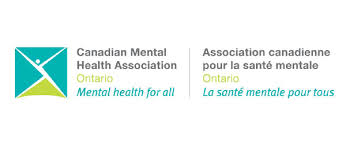 Canadian Mental
Health Association
Ontario
Mental health for all
Association canadienne
pour la santé mentale
Ontario
La santé mentale pour tous